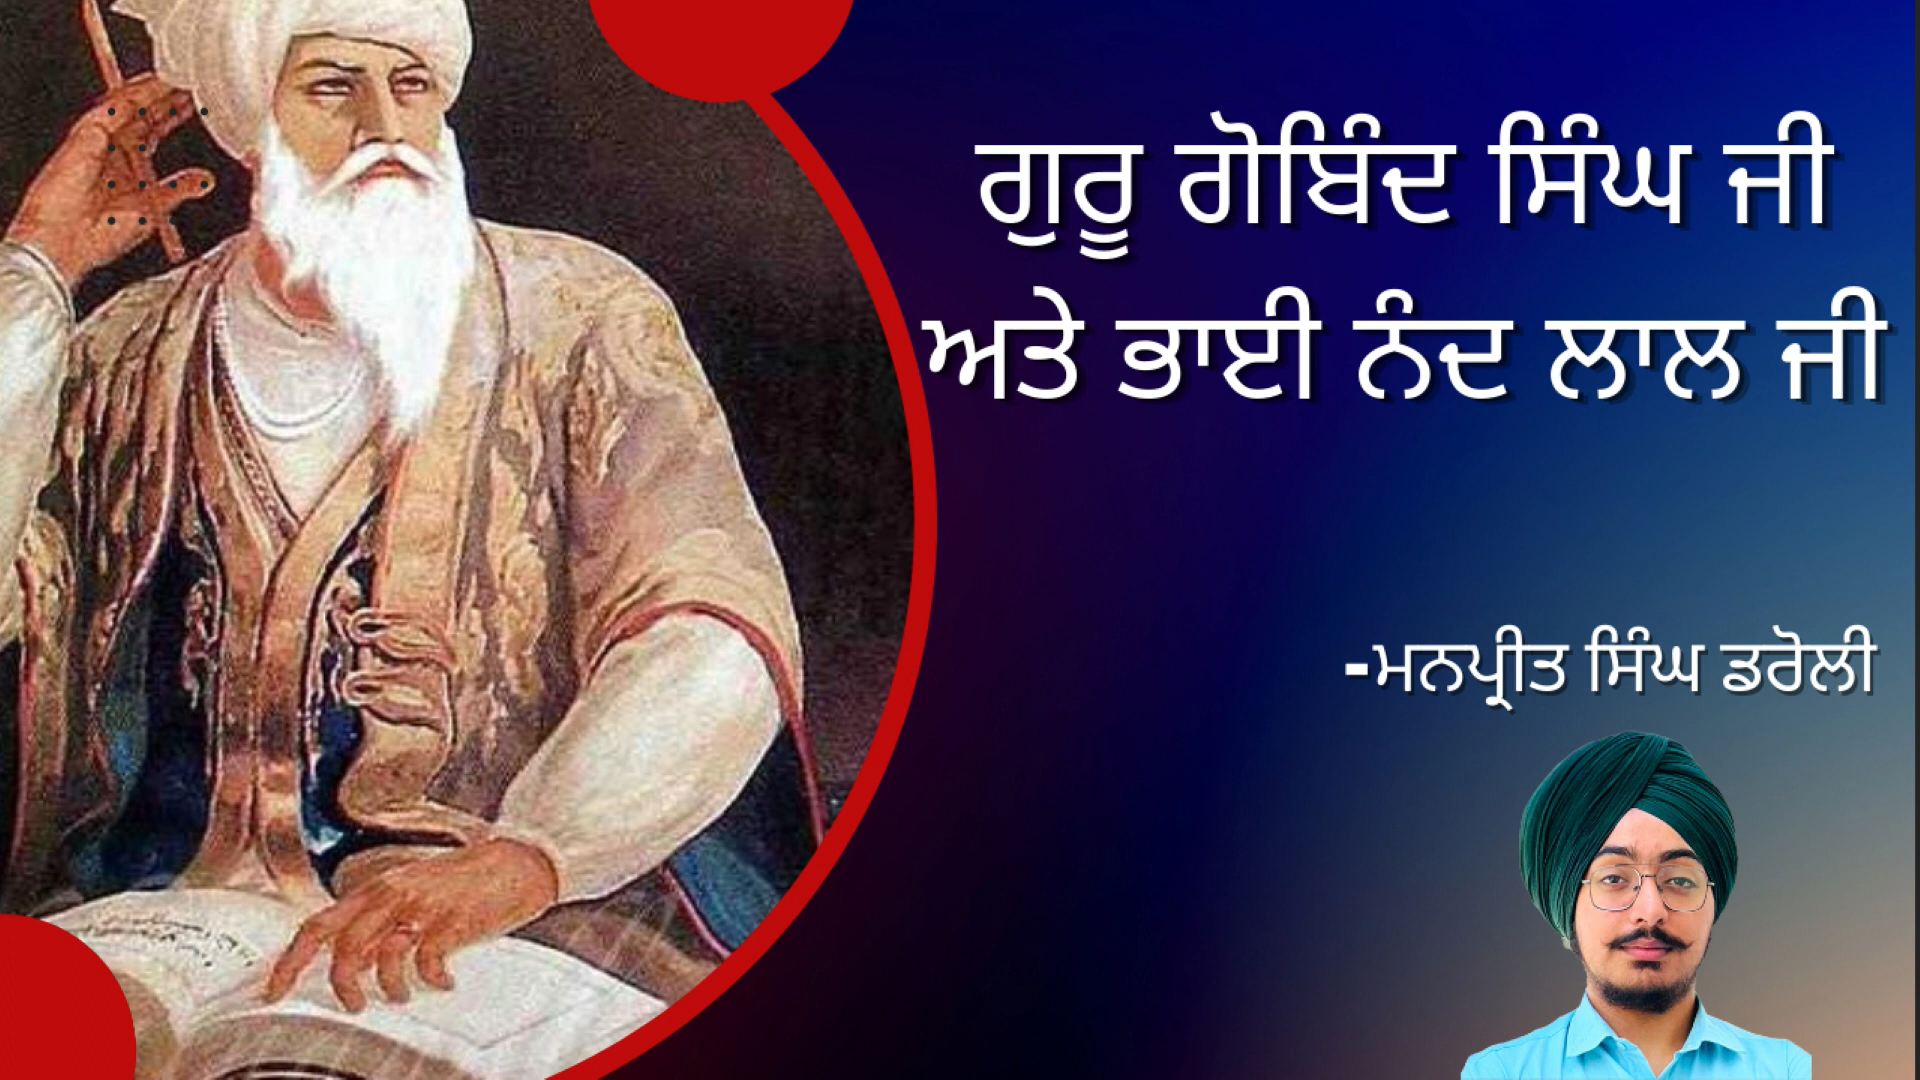 ਗੁਰੂ ਗੋਬਿੰਦ ਸਿੰਘ ਜੀ
ਅਤੇ ਭਾਈ ਨੰਦ ਲਾਲ ਜੀ
-ਮਨਪ੍ਰੀਤ ਸਿੰਘ ਡਰੋਲੀ